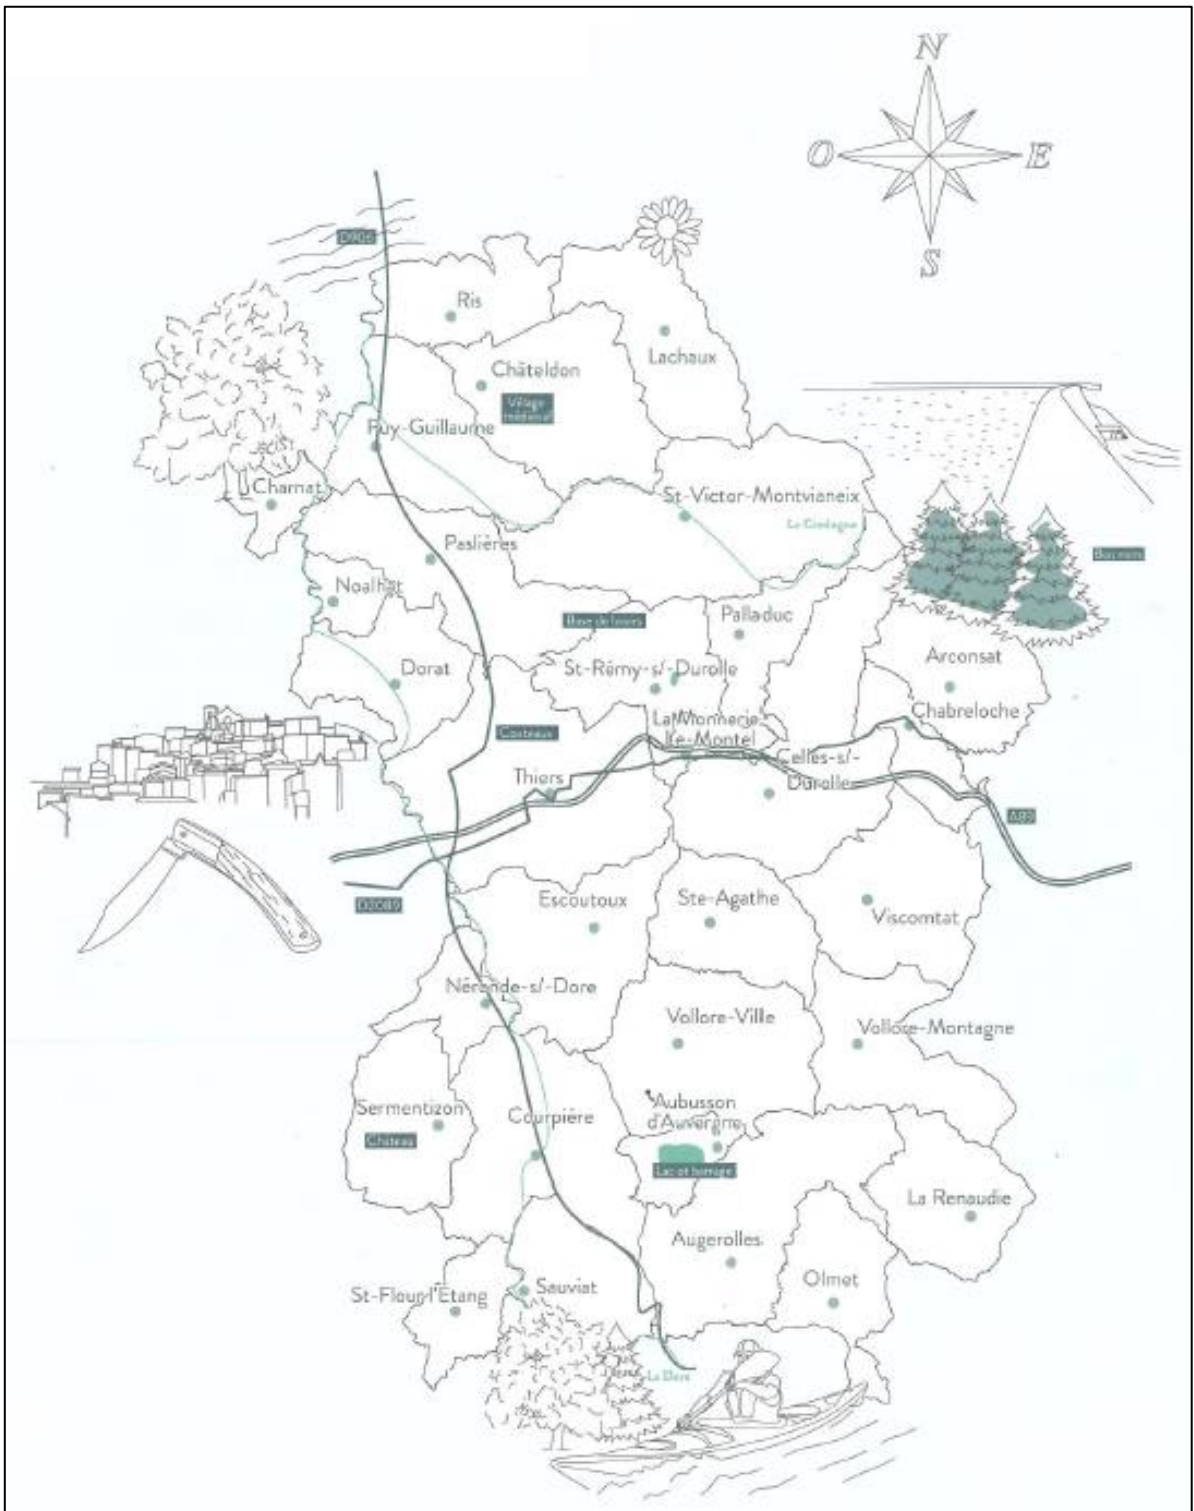 N
O
E
S
D906
Ris
Lachaux
Châteldon
Village
médiéval
Puy-Guillaume
Charnat
St-Victor-Montvianeix
La Credogne
Bois noirs
Paslières
Noalhat
Base de loisirs
Palladuc
Arconsat
St-Rémy-s/-Durolle
Dorat
Chabreloche
La Monnerie-
le-Montel
Couteaux
Celles-s/-
Durolle
Thiers
A89
D2089
Escoutoux
Ste-Agathe
Viscomtat
Néronde-s/-Dore
Vollore-Ville
Vollore-Montagne
Sermentizon
Château
Courpière
Aubusson
d'Auvergne
Lac et barrage
La Renaudie
Augerolles
Olmet
St-Flour-l'Étang
Sauviat
La Dore